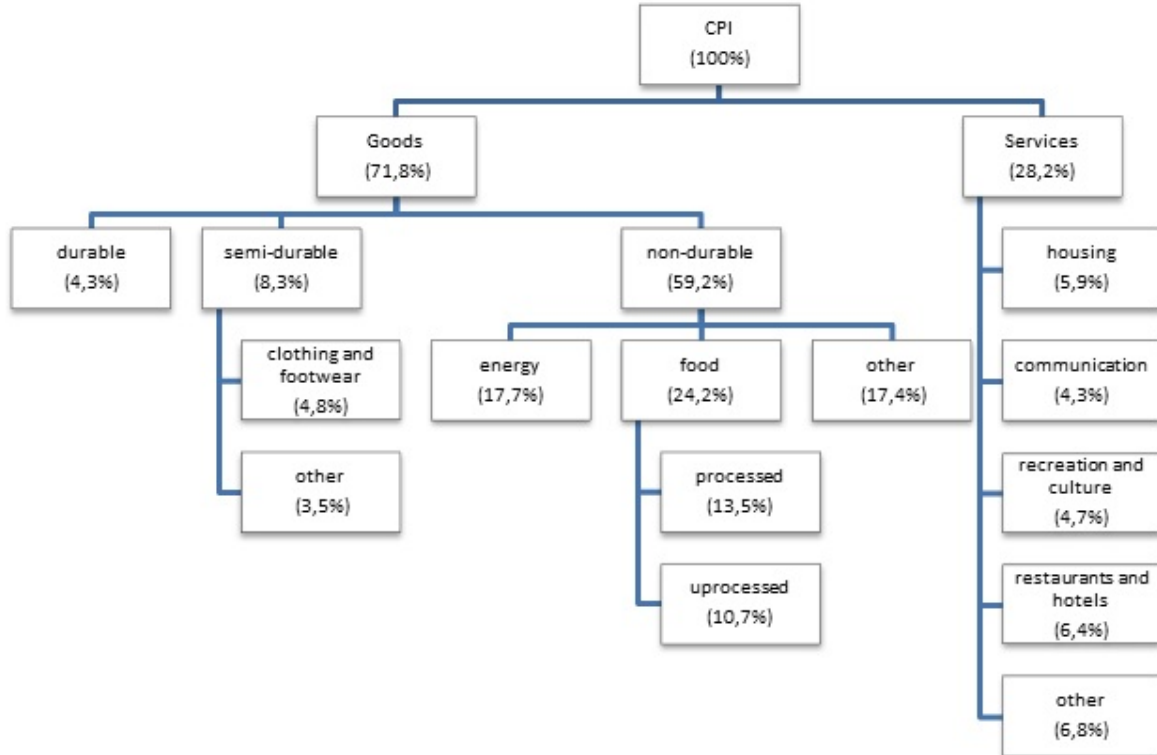 CPI
(100%)
Goods
(71,8%)
Services
(28,2%)
durable
(4,3%)
semi-durable
(8,3%)
non-durable
(59,2%)
housing
(5,9%)
clothing and
footwear
(4,8%)
energy
(17,7%)
food
(24,2%)
other
(17,4%)
communication
(4,3%)
other
(3,5%)
processed
(13,5%)
recreation and
culture
(4,7%)
uprocessed
(10,7%)
restaurants and
hotels
(6,4%)
other
(6,8%)